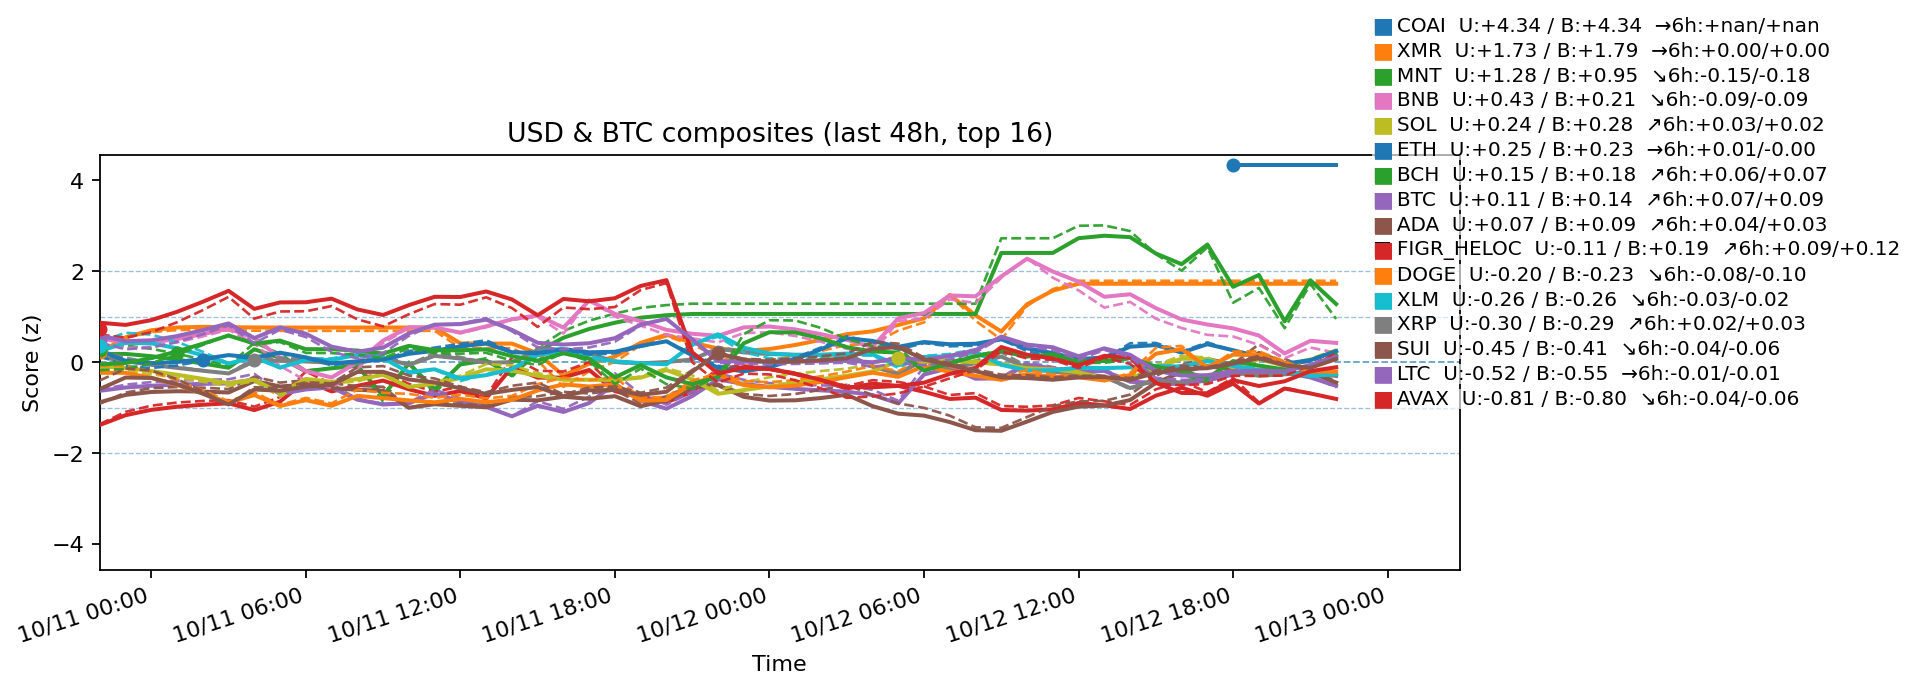 COAI  U:+4.34 / B:+4.34  →6h:+nan/+nan
XMR  U:+1.73 / B:+1.79  →6h:+0.00/+0.00
MNT  U:+1.28 / B:+0.95  ↘6h:-0.15/-0.18
BNB  U:+0.43 / B:+0.21  ↘6h:-0.09/-0.09
SOL  U:+0.24 / B:+0.28  ↗6h:+0.03/+0.02
ETH  U:+0.25 / B:+0.23  →6h:+0.01/-0.00
BCH  U:+0.15 / B:+0.18  ↗6h:+0.06/+0.07
BTC  U:+0.11 / B:+0.14  ↗6h:+0.07/+0.09
ADA  U:+0.07 / B:+0.09  ↗6h:+0.04/+0.03
FIGR_HELOC  U:-0.11 / B:+0.19  ↗6h:+0.09/+0.12
DOGE  U:-0.20 / B:-0.23  ↘6h:-0.08/-0.10
XLM  U:-0.26 / B:-0.26  ↘6h:-0.03/-0.02
XRP  U:-0.30 / B:-0.29  ↗6h:+0.02/+0.03
SUI  U:-0.45 / B:-0.41  ↘6h:-0.04/-0.06
LTC  U:-0.52 / B:-0.55  →6h:-0.01/-0.01
AVAX  U:-0.81 / B:-0.80  ↘6h:-0.04/-0.06
USD & BTC composites (last 48h, top 16)
Score (z)
4
2
0
−2
−4
10/11 00:00
10/11 06:00
10/11 12:00
10/11 18:00
10/12 00:00
10/12 06:00
10/12 12:00
10/12 18:00
10/13 00:00
Time